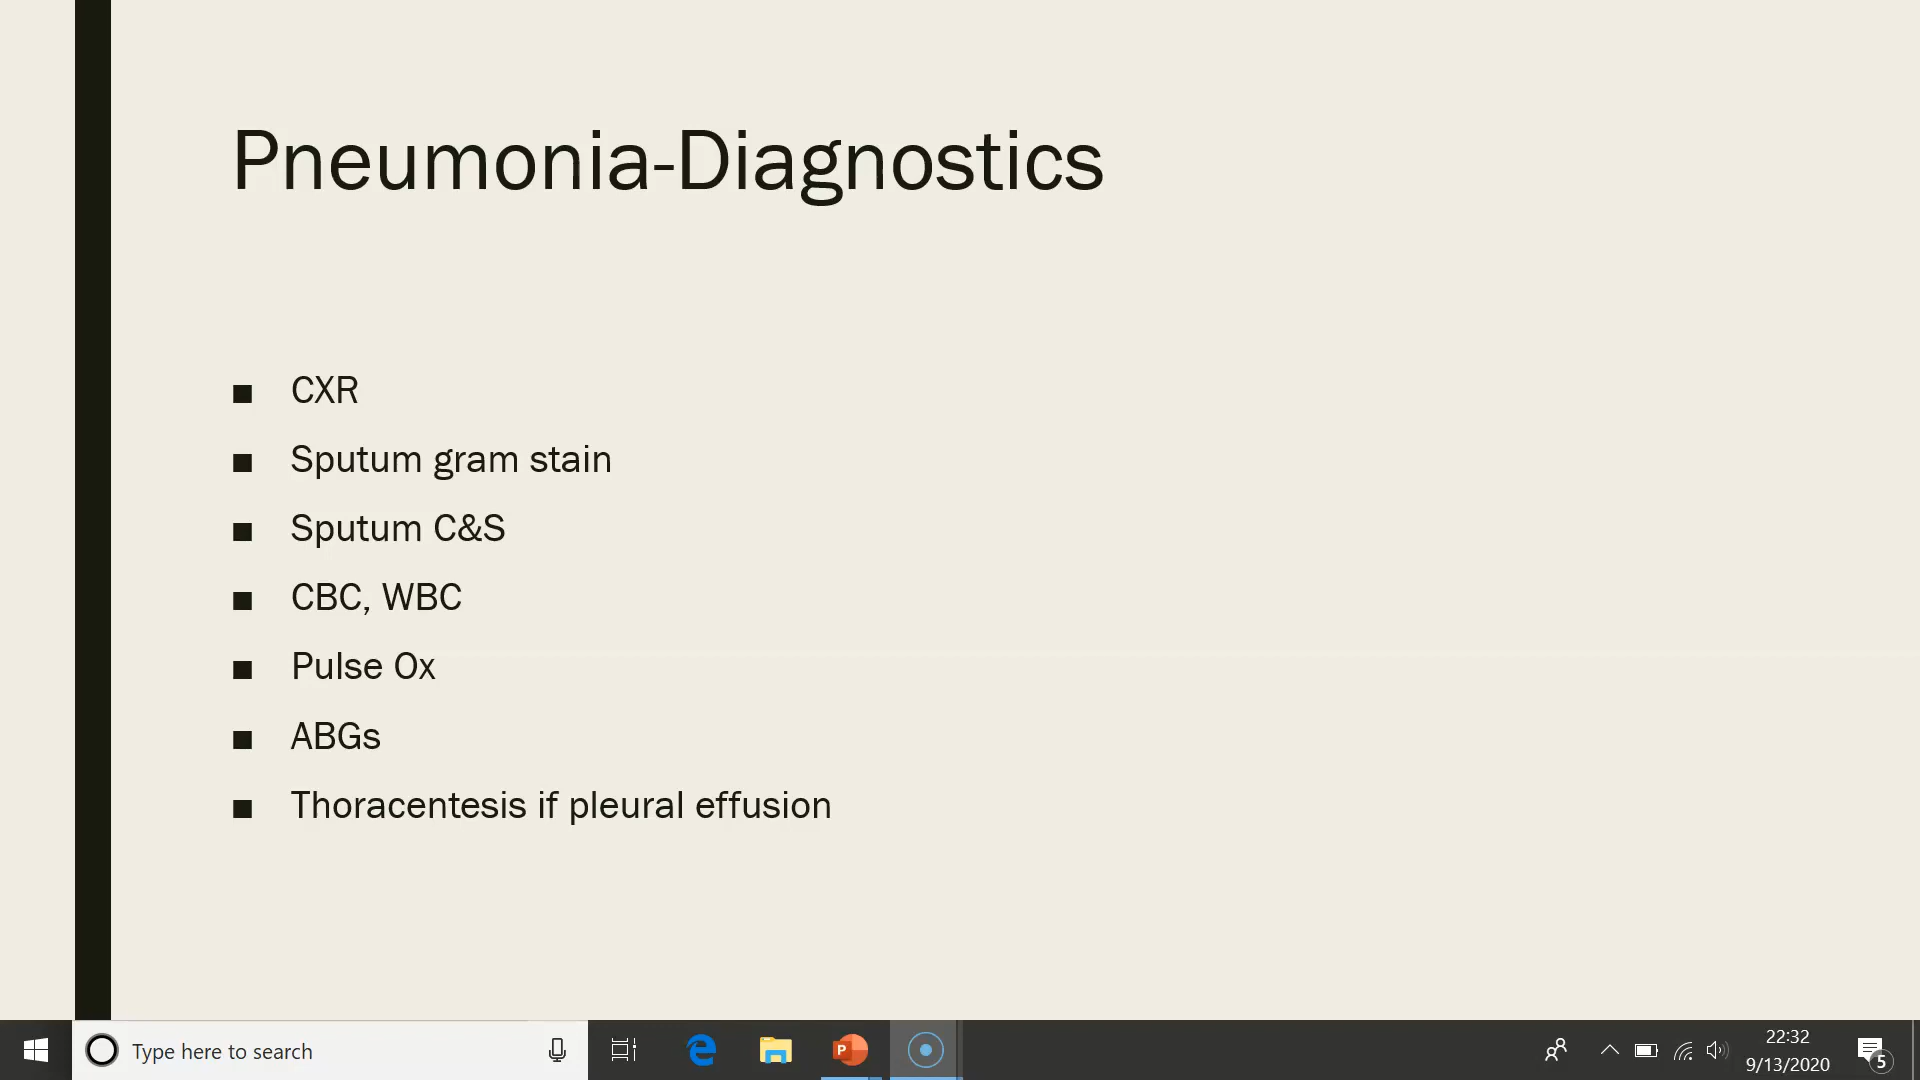 Pneumonia-Diagnostics
■ CXR
■ Sputum gram stain
■ Sputum C&S
■ CBC, WBC
■ Pulse Ox
■ ABGs
■ Thoracentesis if pleural effusion
Type here to search
P
22:32
9/13/2020
5